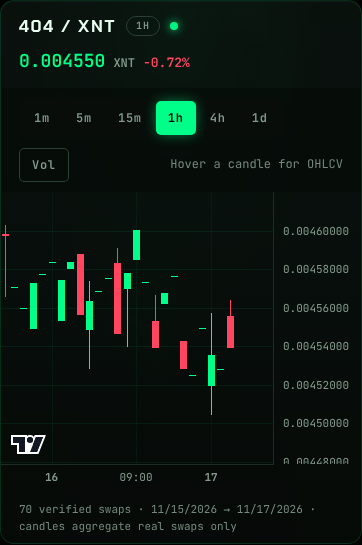 404 / XNT 1H
0.004550 XNT -0.72%
1m 5m 15m 1h 4h 1d
Vol Hover a candle for OHLCV
0.00460000
0.00458000
0.00456000
0.00454000
0.00452000
0.00450000
0.00448000
16 09:00 17
70 verified swaps · 11/15/2026 → 11/17/2026 ·
candles aggregate real swaps only